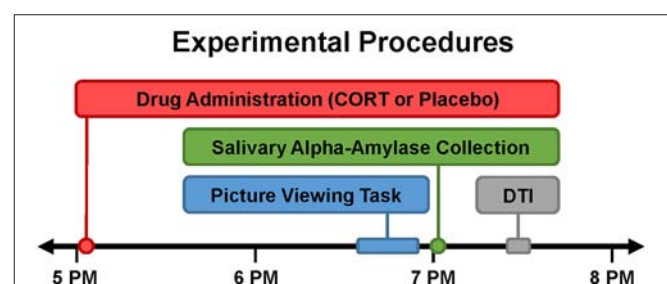 Experimental Procedures
Drug Administration (CORT or Placebo)
Salivary Alpha-Amylase Collection
Picture Viewing Task
DTI
5 PM
6 PM
7 PM
8 PM